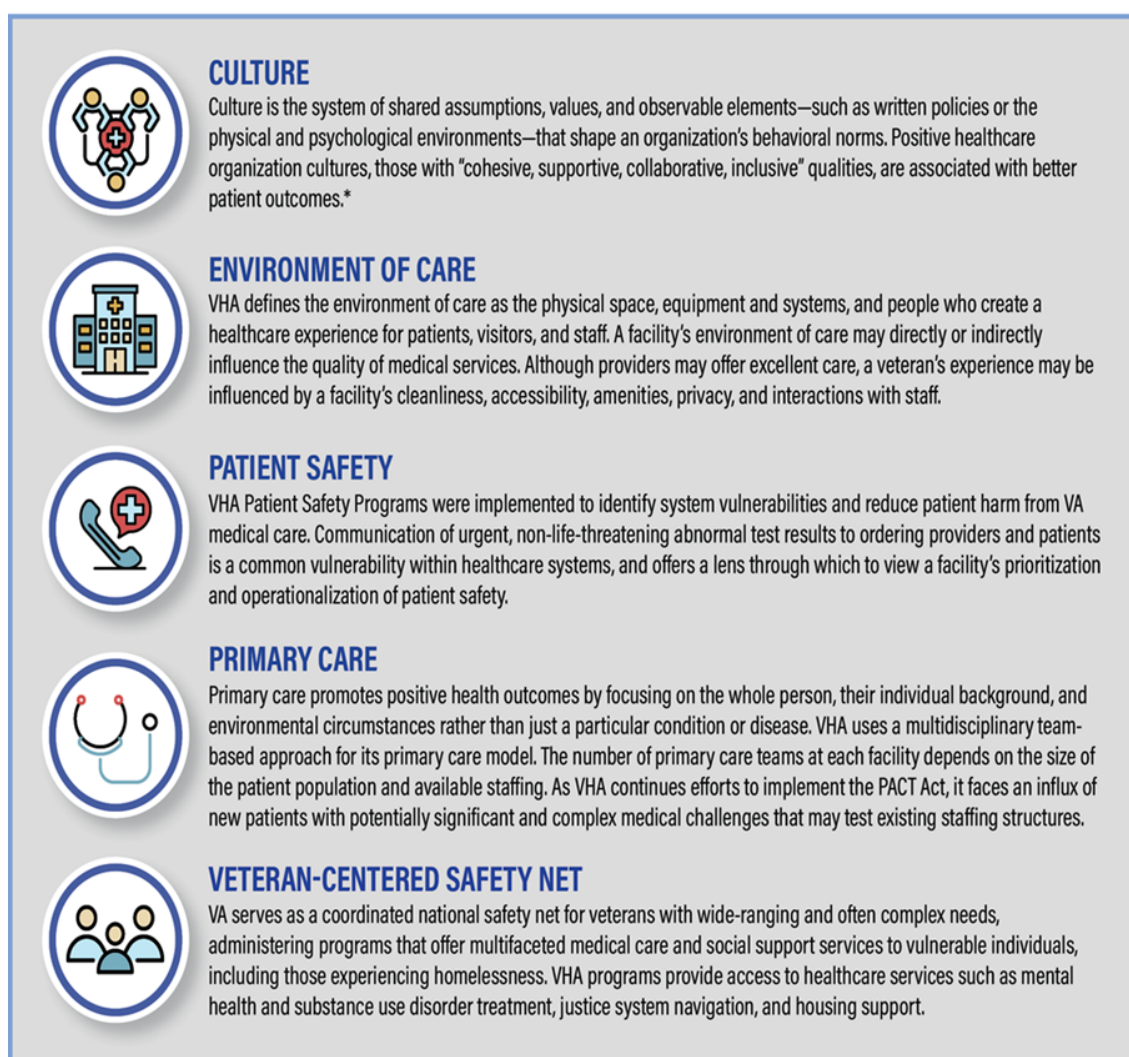 CULTURE
Culture is the system of shared assumptions, values, and observable elements—such as written policies or the
physical and psychological environments—that shape an organization’s behavioral norms. Positive healthcare
organization cultures, those with “cohesive, supportive, collaborative, inclusive” qualities, are associated with better
patient outcomes.*
ENVIRONMENT OF CARE
VHA defines the environment of care as the physical space, equipment and systems, and people who create a
healthcare experience for patients, visitors, and staff. A facility’s environment of care may directly or indirectly
influence the quality of medical services. Although providers may offer excellent care, a veteran’s experience may be
influenced by a facility’s cleanliness, accessibility, amenities, privacy, and interactions with staff.
PATIENT SAFETY
VHA Patient Safety Programs were implemented to identify system vulnerabilities and reduce patient harm from VA
medical care. Communication of urgent, non-life-threatening abnormal test results to ordering providers and patients
is a common vulnerability within healthcare systems, and offers a lens through which to view a facility’s prioritization
and operationalization of patient safety.
PRIMARY CARE
Primary care promotes positive health outcomes by focusing on the whole person, their individual background, and
environmental circumstances rather than just a particular condition or disease. VHA uses a multidisciplinary team-
based approach for its primary care model. The number of primary care teams at each facility depends on the size of
the patient population and available staffing. As VHA continues efforts to implement the PACT Act, it faces an influx of
new patients with potentially significant and complex medical challenges that may test existing staffing structures.
VETERAN-CENTERED SAFETY NET
VA serves as a coordinated national safety net for veterans with wide-ranging and often complex needs,
administering programs that offer multifaceted medical care and social support services to vulnerable individuals,
including those experiencing homelessness. VHA programs provide access to healthcare services such as mental
health and substance use disorder treatment, justice system navigation, and housing support.